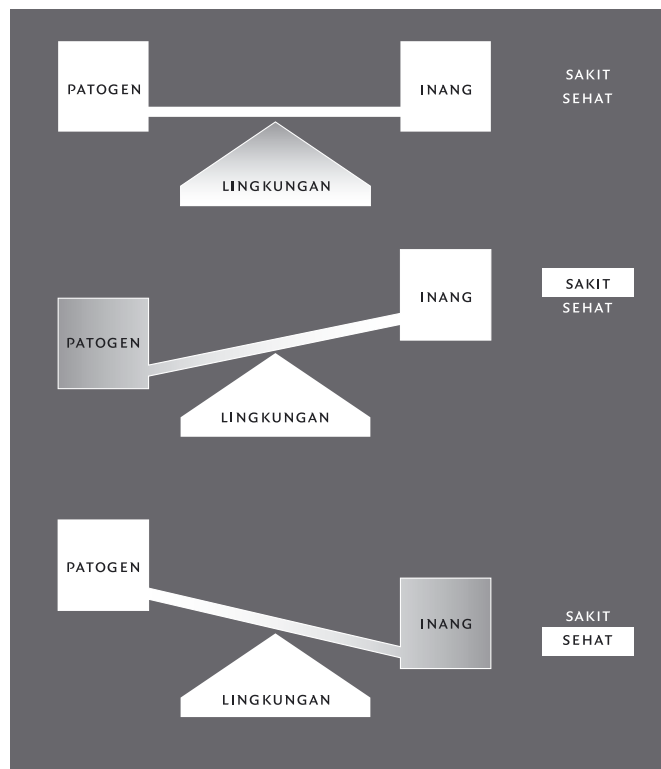 PATOGEN
INANG
SAKIT
SEHAT
LINGKUNGAN
INANG
SAKIT
SEHAT
PATOGEN
LINGKUNGAN
PATOGEN
INANG
SAKIT
SEHAT
LINGKUNGAN